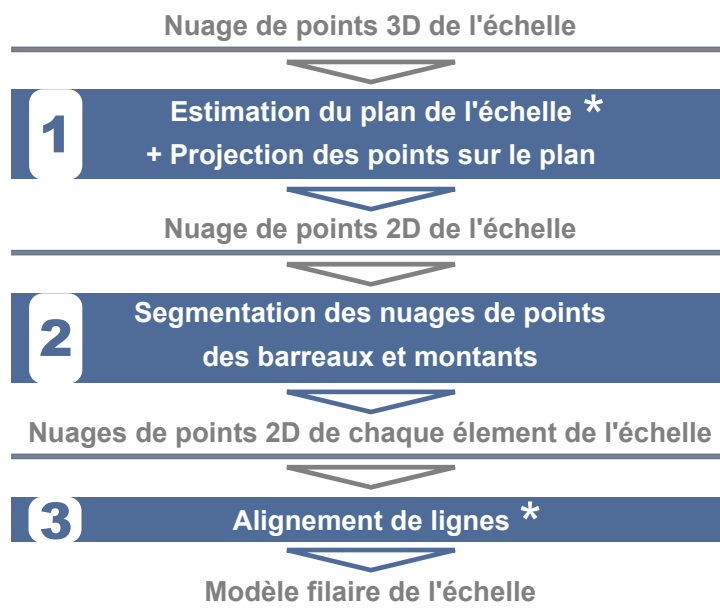 Nuage de points 3D de l'échelle
1
Estimation du plan de l'échelle *
+ Projection des points sur le plan
Nuage de points 2D de l'échelle
2
Segmentation des nuages de points
des barreaux et montants
Nuages de points 2D de chaque élement de l'échelle
3
Alignement de lignes *
Modèle filaire de l'échelle